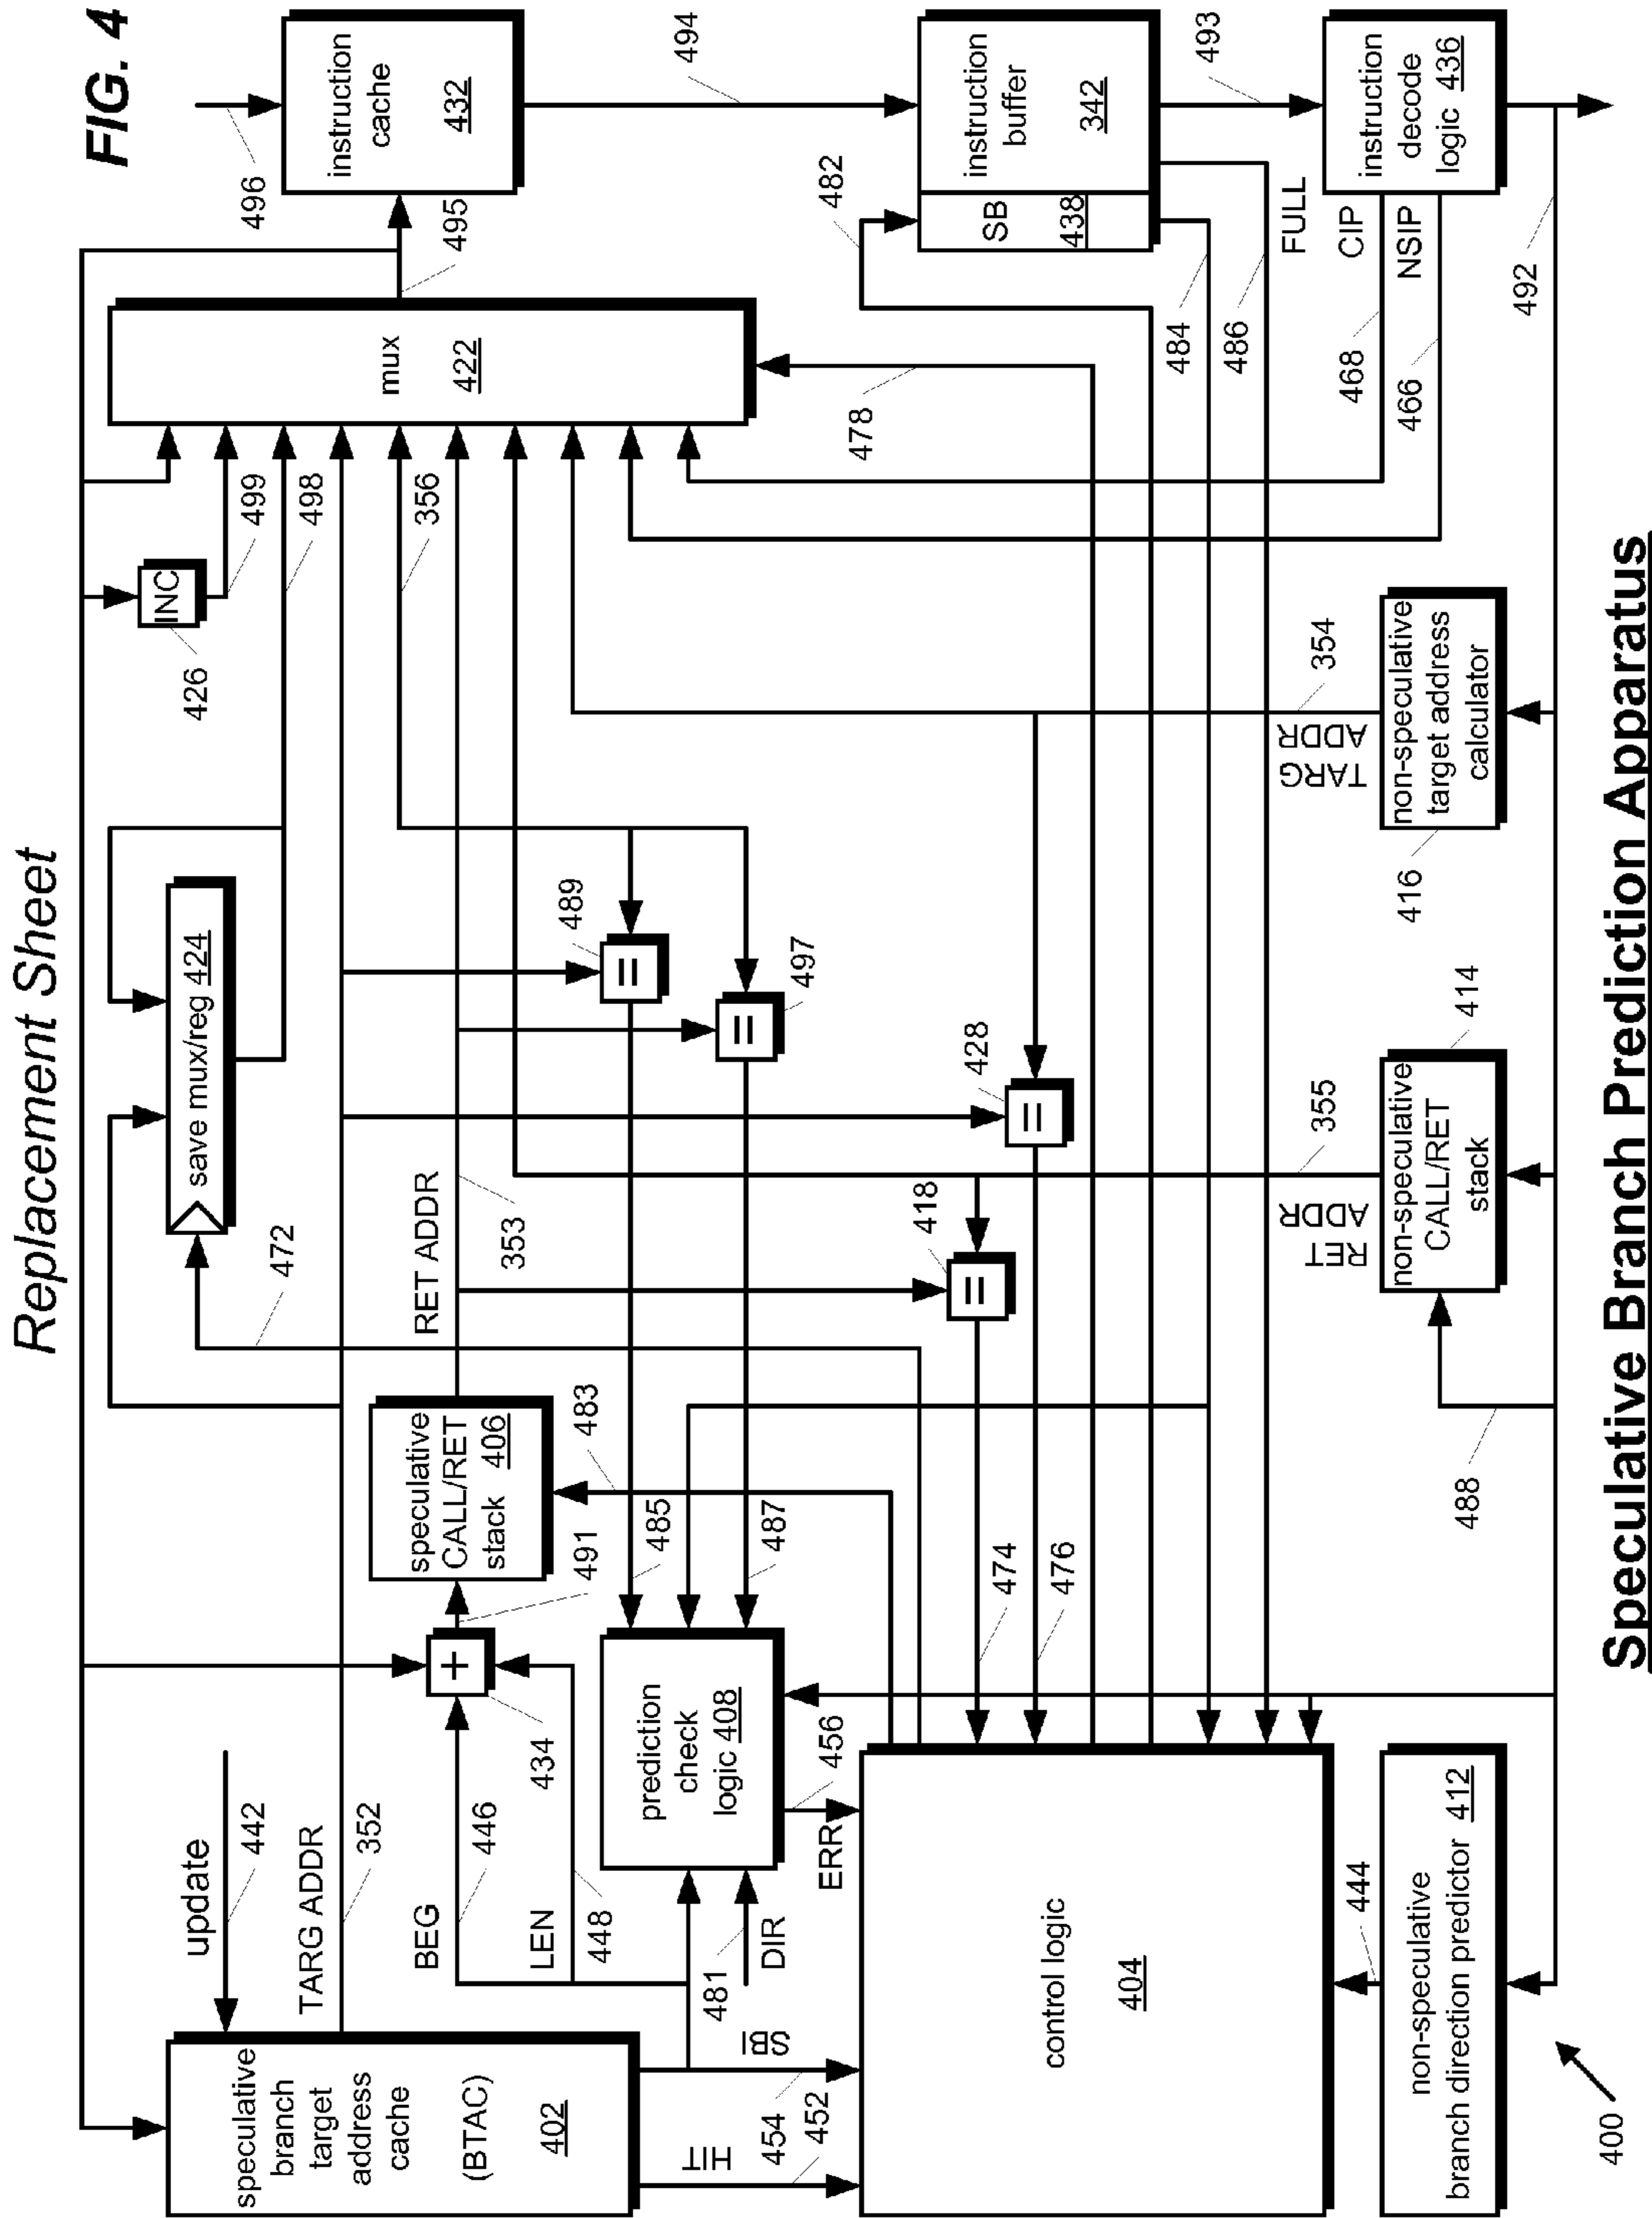 Replacement Sheet
FIG. 4
speculative
branch
target
address
cache
(BTAC)
402
update
442
TARG ADDR
352
BEG
446
LEN
448
434
491
speculative
CALL/RET
stack 406
483
RET ADDR
353
472
save mux/reg 424
498
499
INC
426
356
mux
422
495
496
instruction
cache
432
494
482
instruction
buffer
342
SB
438
493
instruction
decode
logic 436
FULL
CIP
NSIP
484
486
468
466
492
478
489
497
485
487
prediction
check
logic 408
481
DIR
ERR
456
SBI
454
HIT
452
control logic
404
474
476
418
=
428
=
=
=
+
444
non-speculative
branch direction predictor 412
488
RET
ADDR
355
non-speculative
CALL/RET
stack
414
TARG
ADDR
354
non-speculative
target address
calculator
416
400
Speculative Branch Prediction Apparatus